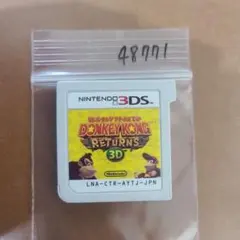 48771
NINTENDO 3DS
DONKEY KONG
RETURNS
3D
Nintendo
LNA-CTR-AYTJ-JPN